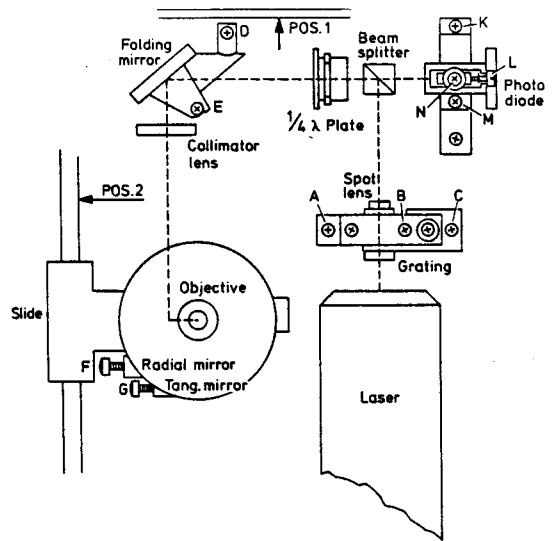 D
POS.1
Folding
mirror
E
Collimator
lens
1/4 λ Plate
Beam
splitter
K
L
Photo
diode
N
M
POS.2
Spot
lens
A
B
C
Grating
Objective
Slide
F
Radial mirror
G
Tang. mirror
Laser